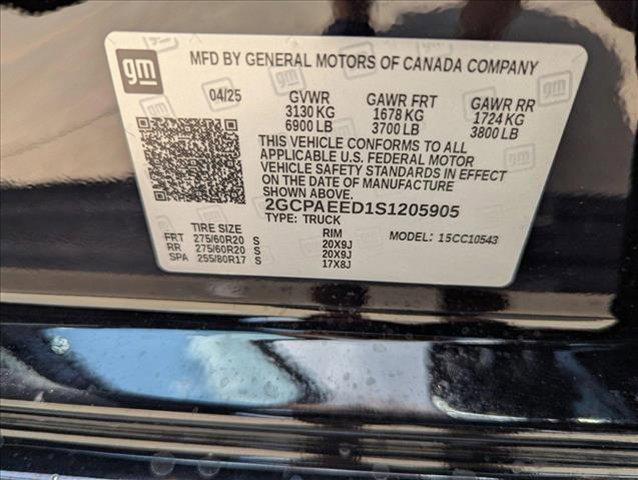 gm
MFD BY GENERAL MOTORS OF CANADA COMPANY
04/25 GVWR GAWR FRT GAWR RR
3130 KG 1678 KG 1724 KG
6900 LB 3700 LB 3800 LB
THIS VEHICLE CONFORMS TO ALL
APPLICABLE U.S. FEDERAL MOTOR
VEHICLE SAFETY STANDARDS IN EFFECT
ON THE DATE OF MANUFACTURE
SHOWN ABOVE.
2GCPAEED1S1205905
TYPE: TRUCK
TIRE SIZE RIM MODEL: 15CC10543
FRT 275/60R20 S 20X9J
RR 275/60R20 S 20X9J
SPA 255/80R17 S 17X8J